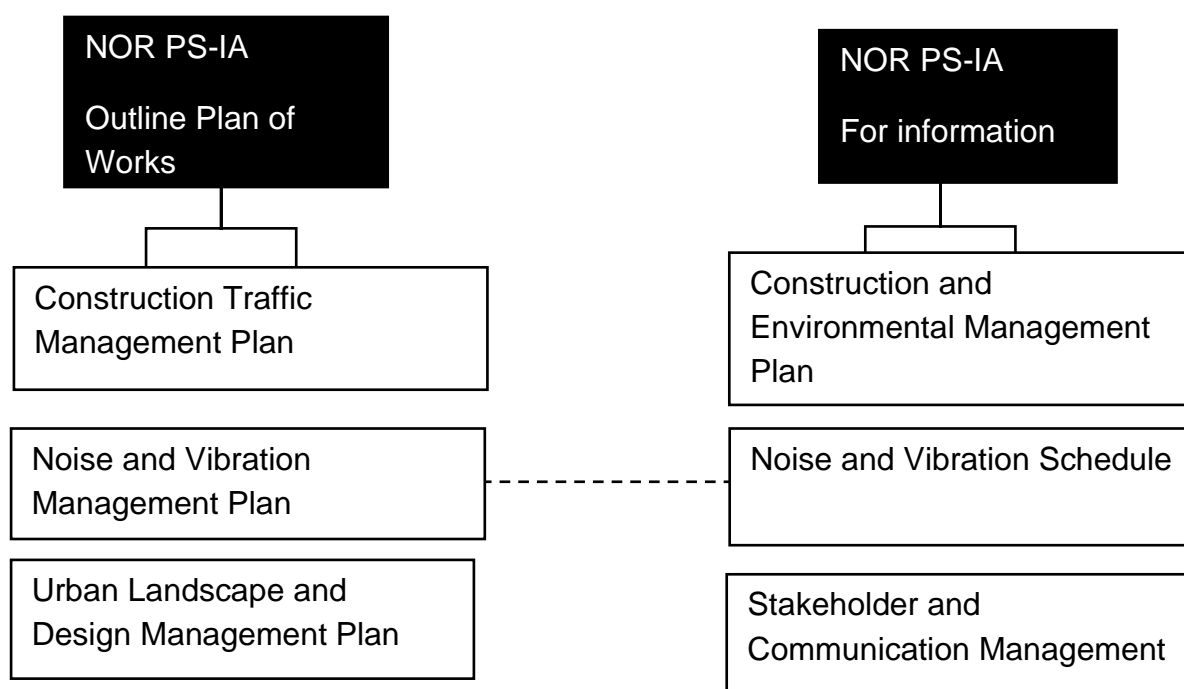 NOR PS-IA
Outline Plan of
Works
Construction Traffic
Management Plan
Noise and Vibration
Management Plan
Urban Landscape and
Design Management Plan
NOR PS-IA
For information
Construction and
Environmental Management
Plan
Noise and Vibration Schedule
Stakeholder and
Communication Management